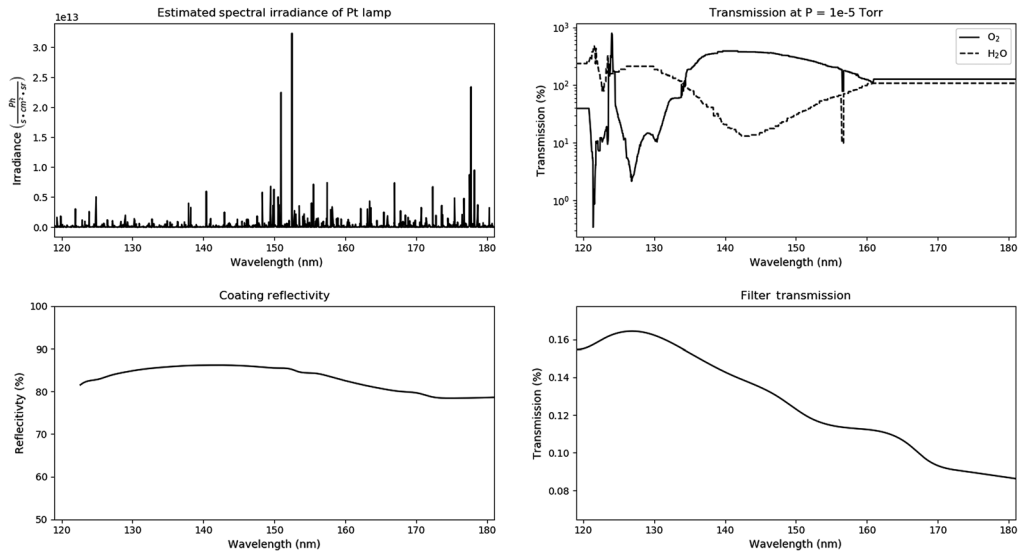 Estimated spectral irradiance of Pt lamp
1e13
3.0
2.5
2.0
1.5
1.0
0.5
0.0
Irradiance (Ph / s • cm² • sr)
120 130 140 150 160 170 180
Wavelength (nm)
Transmission at P = 1e-5 Torr
O₂
H₂O
10³
10²
10¹
10⁰
Transmission (%)
120 130 140 150 160 170 180
Wavelength (nm)
Coating reflectivity
100
90
80
70
60
50
Reflecitivty (%)
120 130 140 150 160 170 180
Wavelength (nm)
Filter transmission
0.16
0.14
0.12
0.10
0.08
Transmission (%)
120 130 140 150 160 170 180
Wavelength (nm)